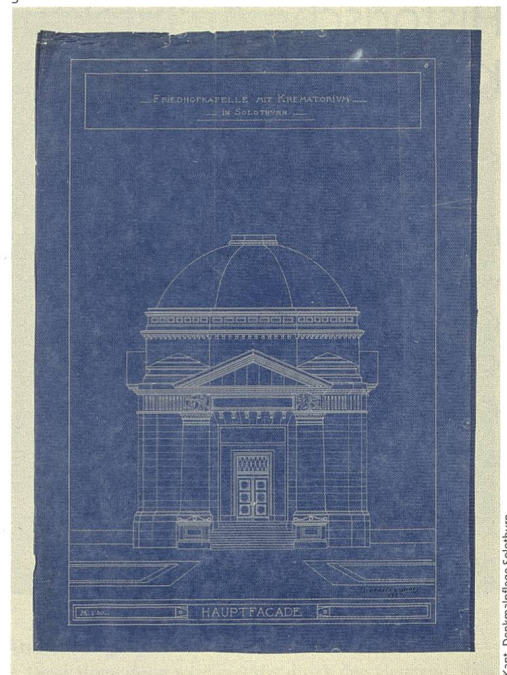 FRIEDHOFKAPELLE MIT KREMATORIUM
IN SOLOTHURN
HAUPTFACADE
Kant. Denkmalpflege Solothurn